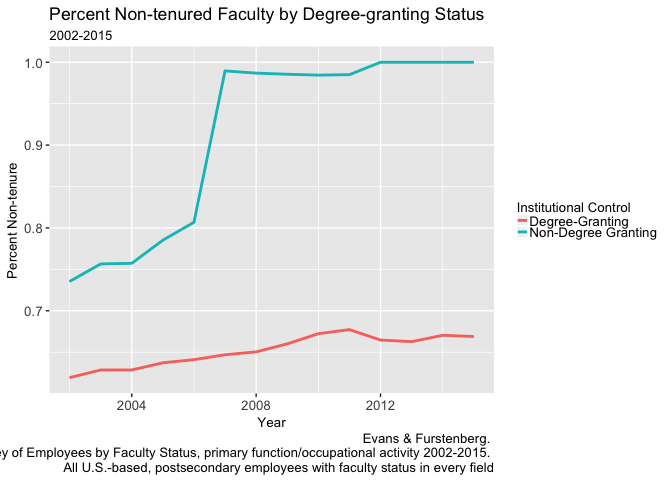 Percent Non-tenured Faculty by Degree-granting Status
2002-2015
1.0
0.9
0.8
0.7
Percent Non-tenure
2004
2008
2012
Year
Institutional Control
Degree-Granting
Non-Degree Granting
Evans & Furstenberg.
of Employees by Faculty Status, primary function/occupational activity 2002-2015.
All U.S.-based, postsecondary employees with faculty status in every field